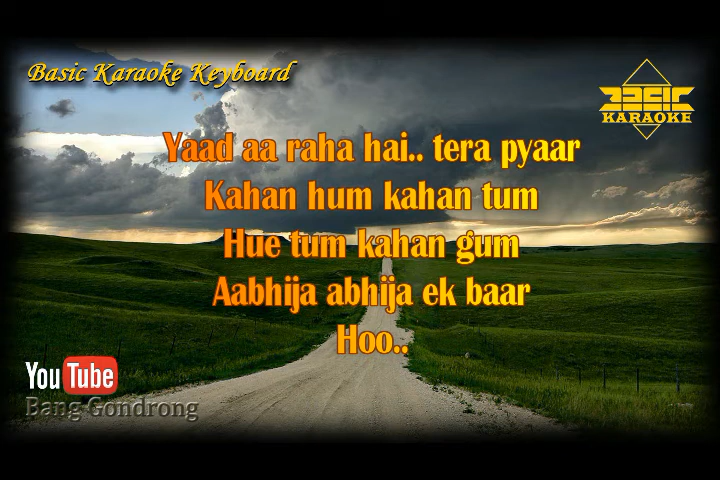 Basic Karaoke Keyboard
BASIC
KARAOKE
Yaad aa raha hai.. tera pyaar
Kahan hum kahan tum
Hue tum kahan gum
Aabhija abhija ek baar
Hoo..
YouTube
Bang Gondrong